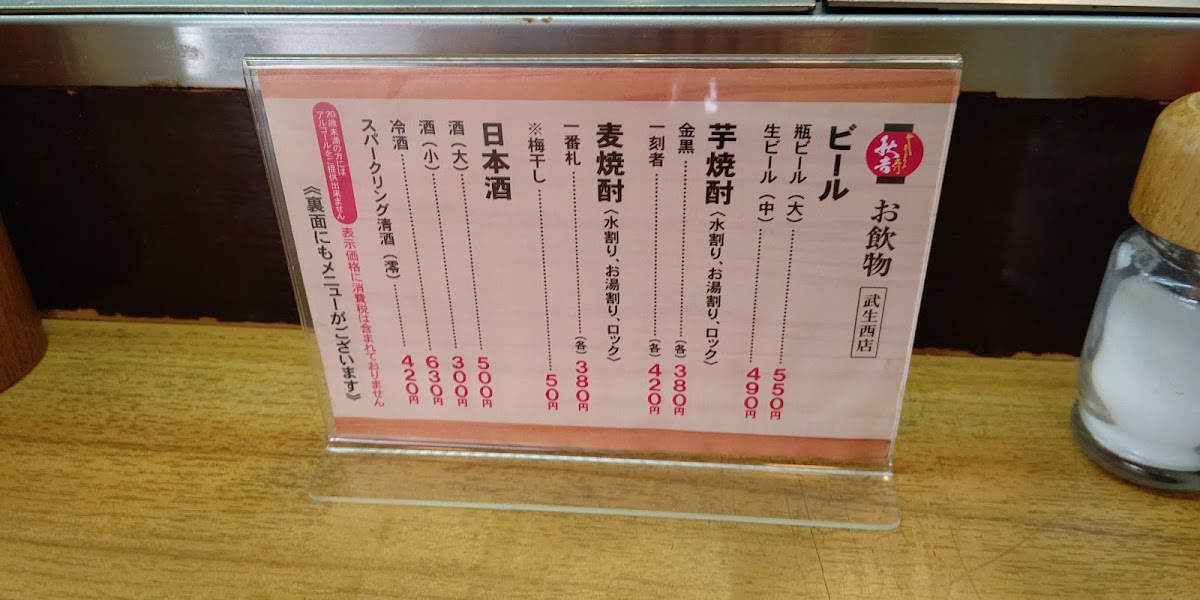 秋吉
お飲物
武生西店
ビール
瓶ビール（大）550円
生ビール（中）490円
芋焼酎（水割り、お湯割り、ロック）
金黒（各）380円
一刻者（各）420円
麦焼酎（水割り、お湯割り、ロック）
一番札（各）380円
※梅干し50円
日本酒
酒（大）500円
酒（小）300円
冷酒630円
スパークリング清酒（澪）420円
20歳未満の方には
アルコールをご提供出来ません
表示価格に消費税は含まれておりません
《裏面にもメニューがございます》